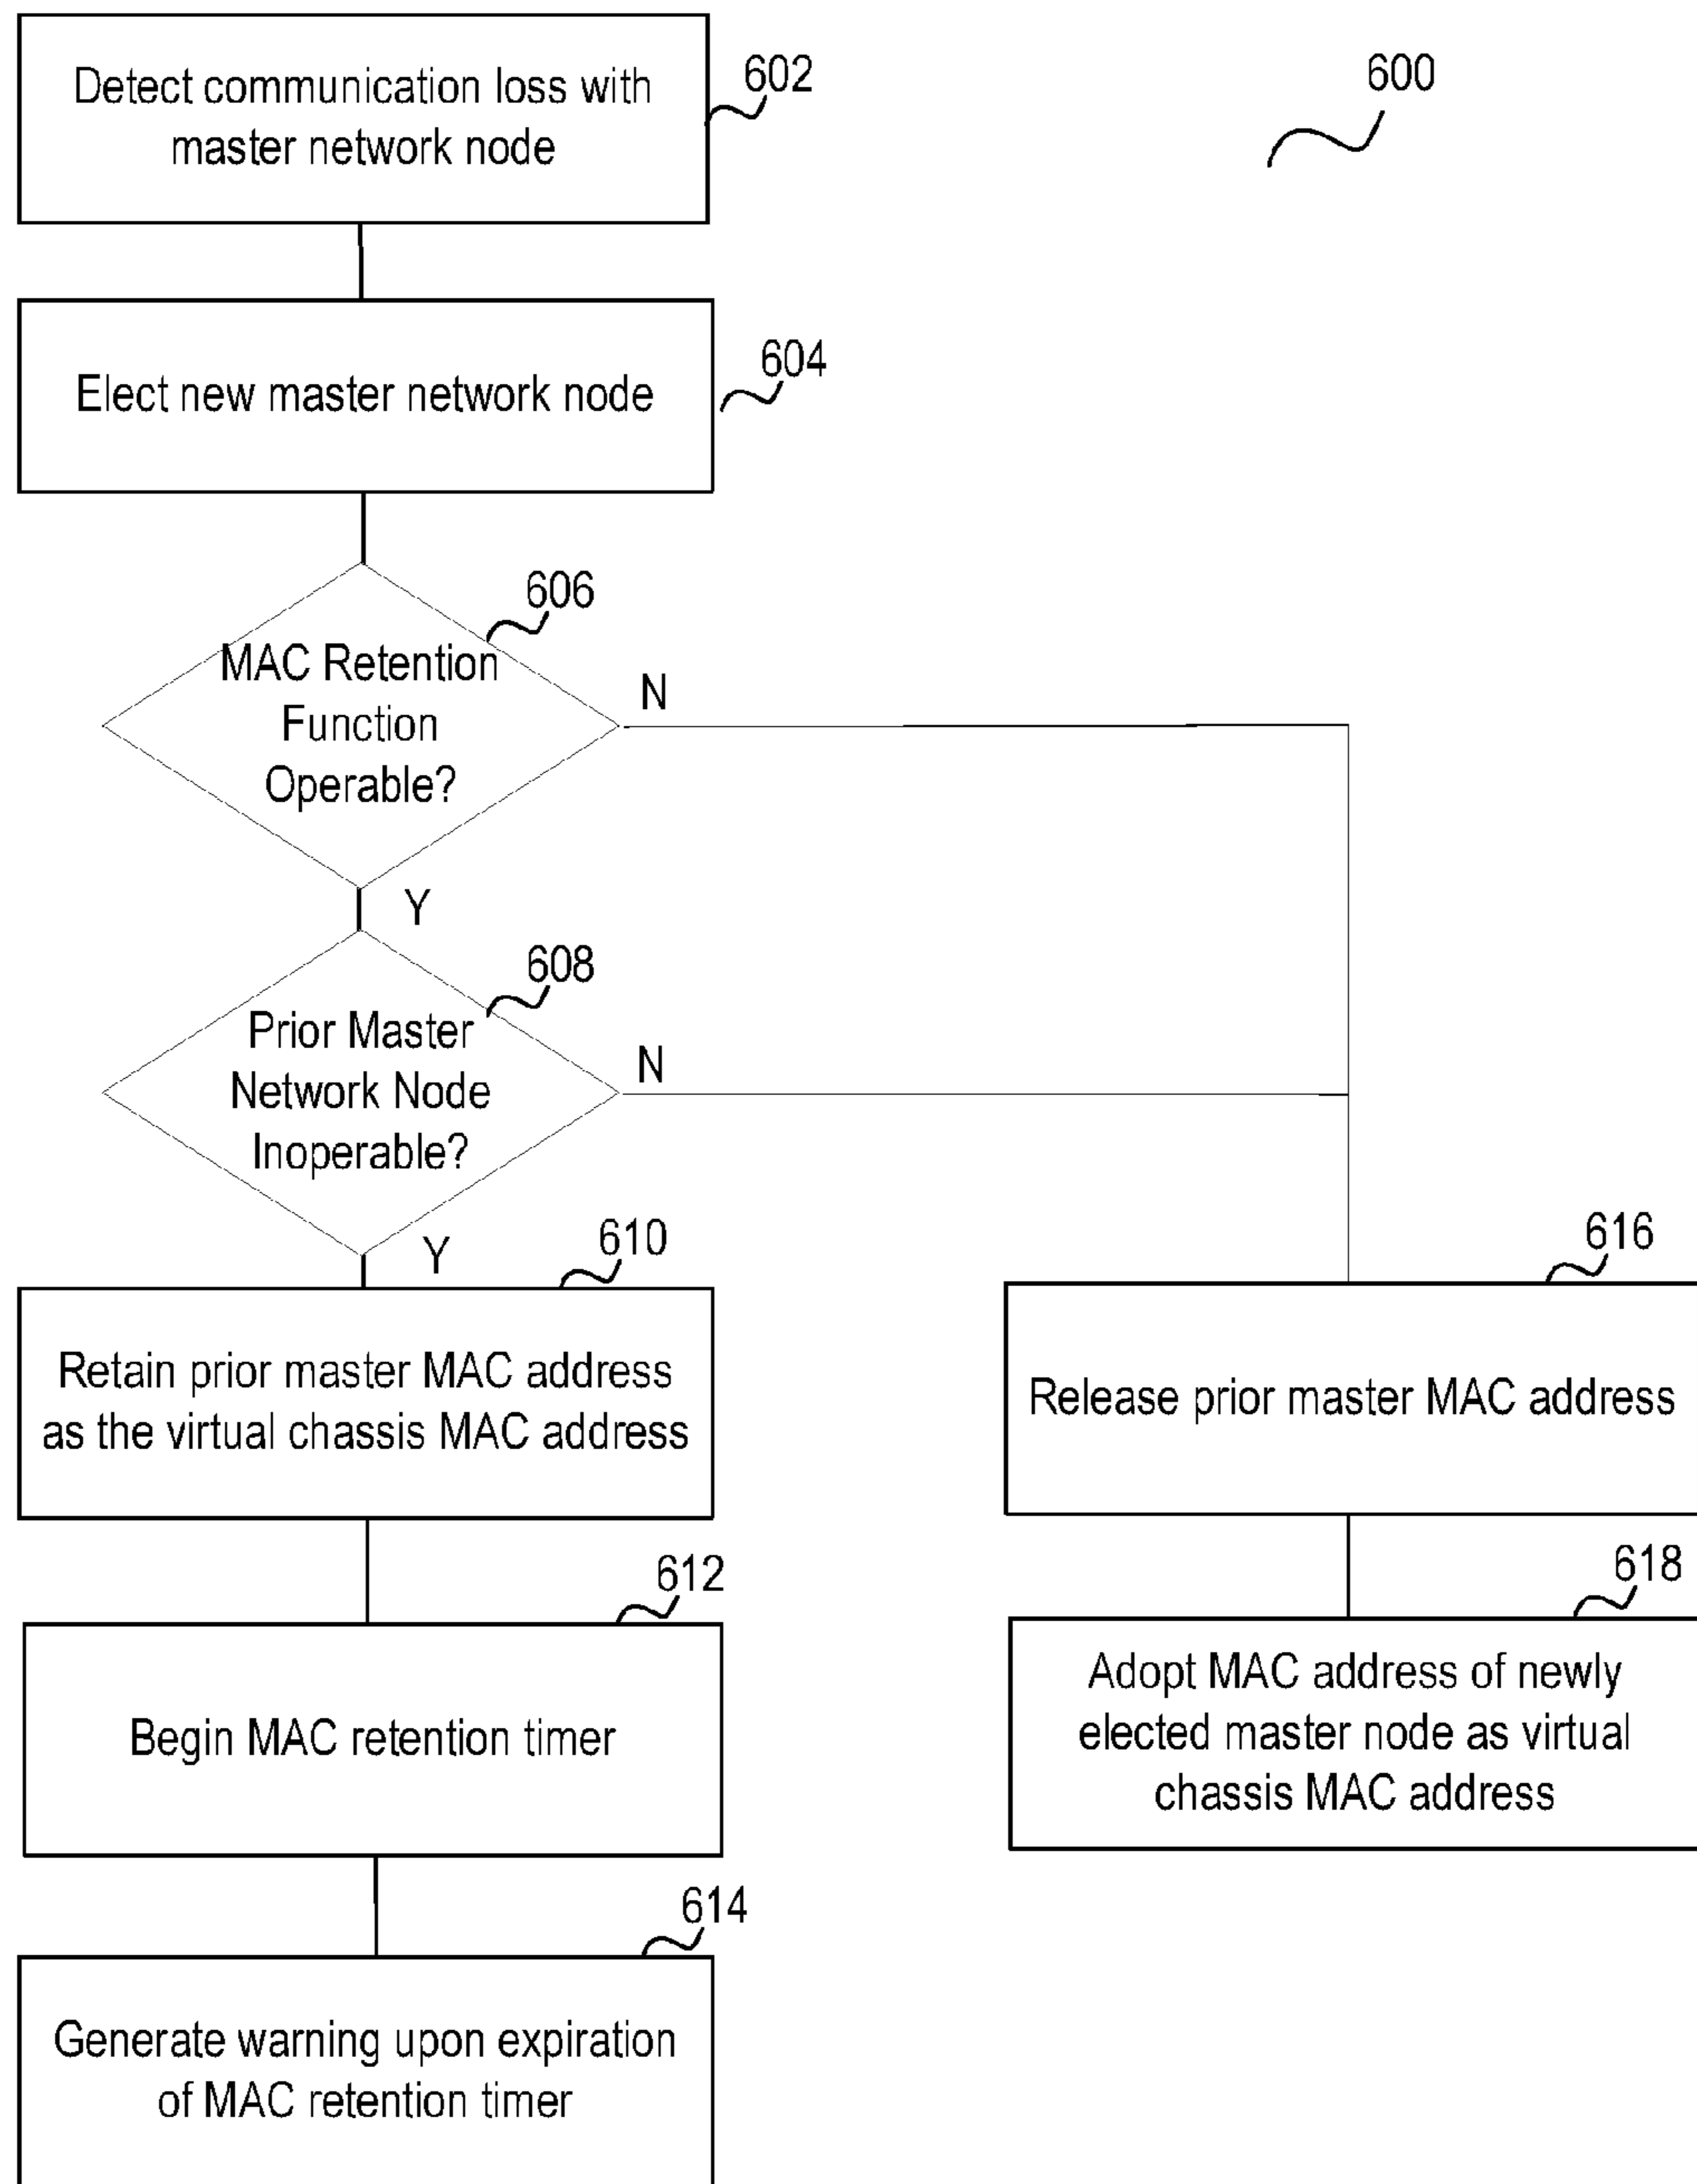 Detect communication loss with
master network node
602
600
Elect new master network node
604
606
MAC Retention
Function
Operable?
N
Y
608
Prior Master
Network Node
Inoperable?
N
Y
610
Retain prior master MAC address
as the virtual chassis MAC address
616
Release prior master MAC address
612
Begin MAC retention timer
618
Adopt MAC address of newly
elected master node as virtual
chassis MAC address
614
Generate warning upon expiration
of MAC retention timer